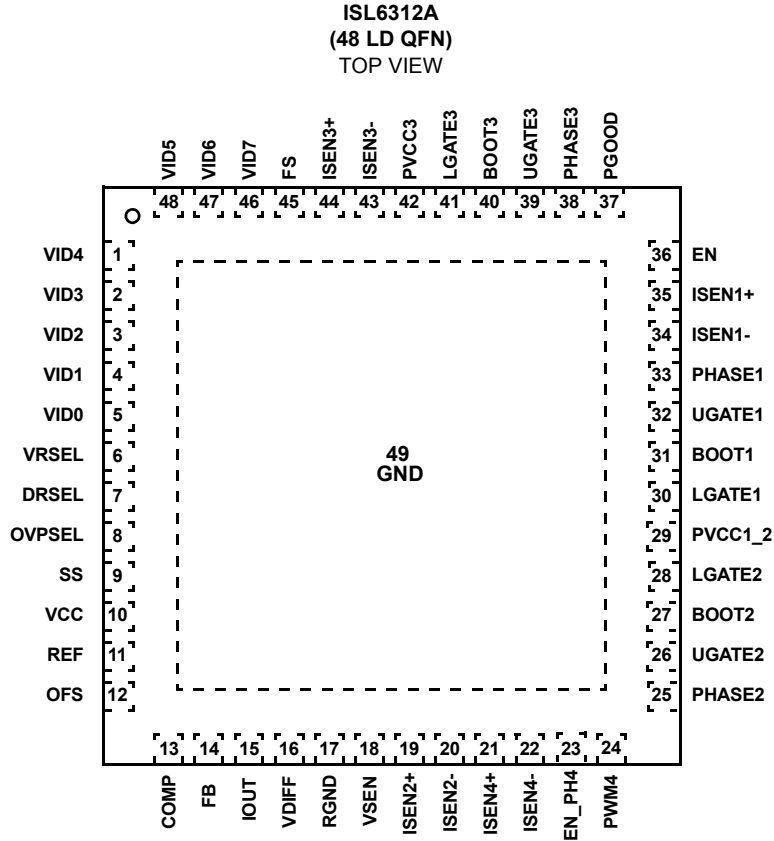 ISL6312A
(48 LD QFN)
TOP VIEW
VID5
VID6
VID7
FS
ISEN3+
ISEN3-
PVCC3
LGATE3
BOOT3
UGATE3
PHASE3
PGOOD
48 47 46 45 44 43 42 41 40 39 38 37
VID4 1
VID3 2
VID2 3
VID1 4
VID0 5
VRSEL 6
DRSEL 7
OVPSEL 8
SS 9
VCC 10
REF 11
OFS 12
49
GND
36 EN
35 ISEN1+
34 ISEN1-
33 PHASE1
32 UGATE1
31 BOOT1
30 LGATE1
29 PVCC1_2
28 LGATE2
27 BOOT2
26 UGATE2
25 PHASE2
13 14 15 16 17 18 19 20 21 22 23 24
COMP
FB
IOUT
VDIFF
RGND
VSEN
ISEN2+
ISEN2-
ISEN4+
ISEN4-
EN_PH4
PWM4